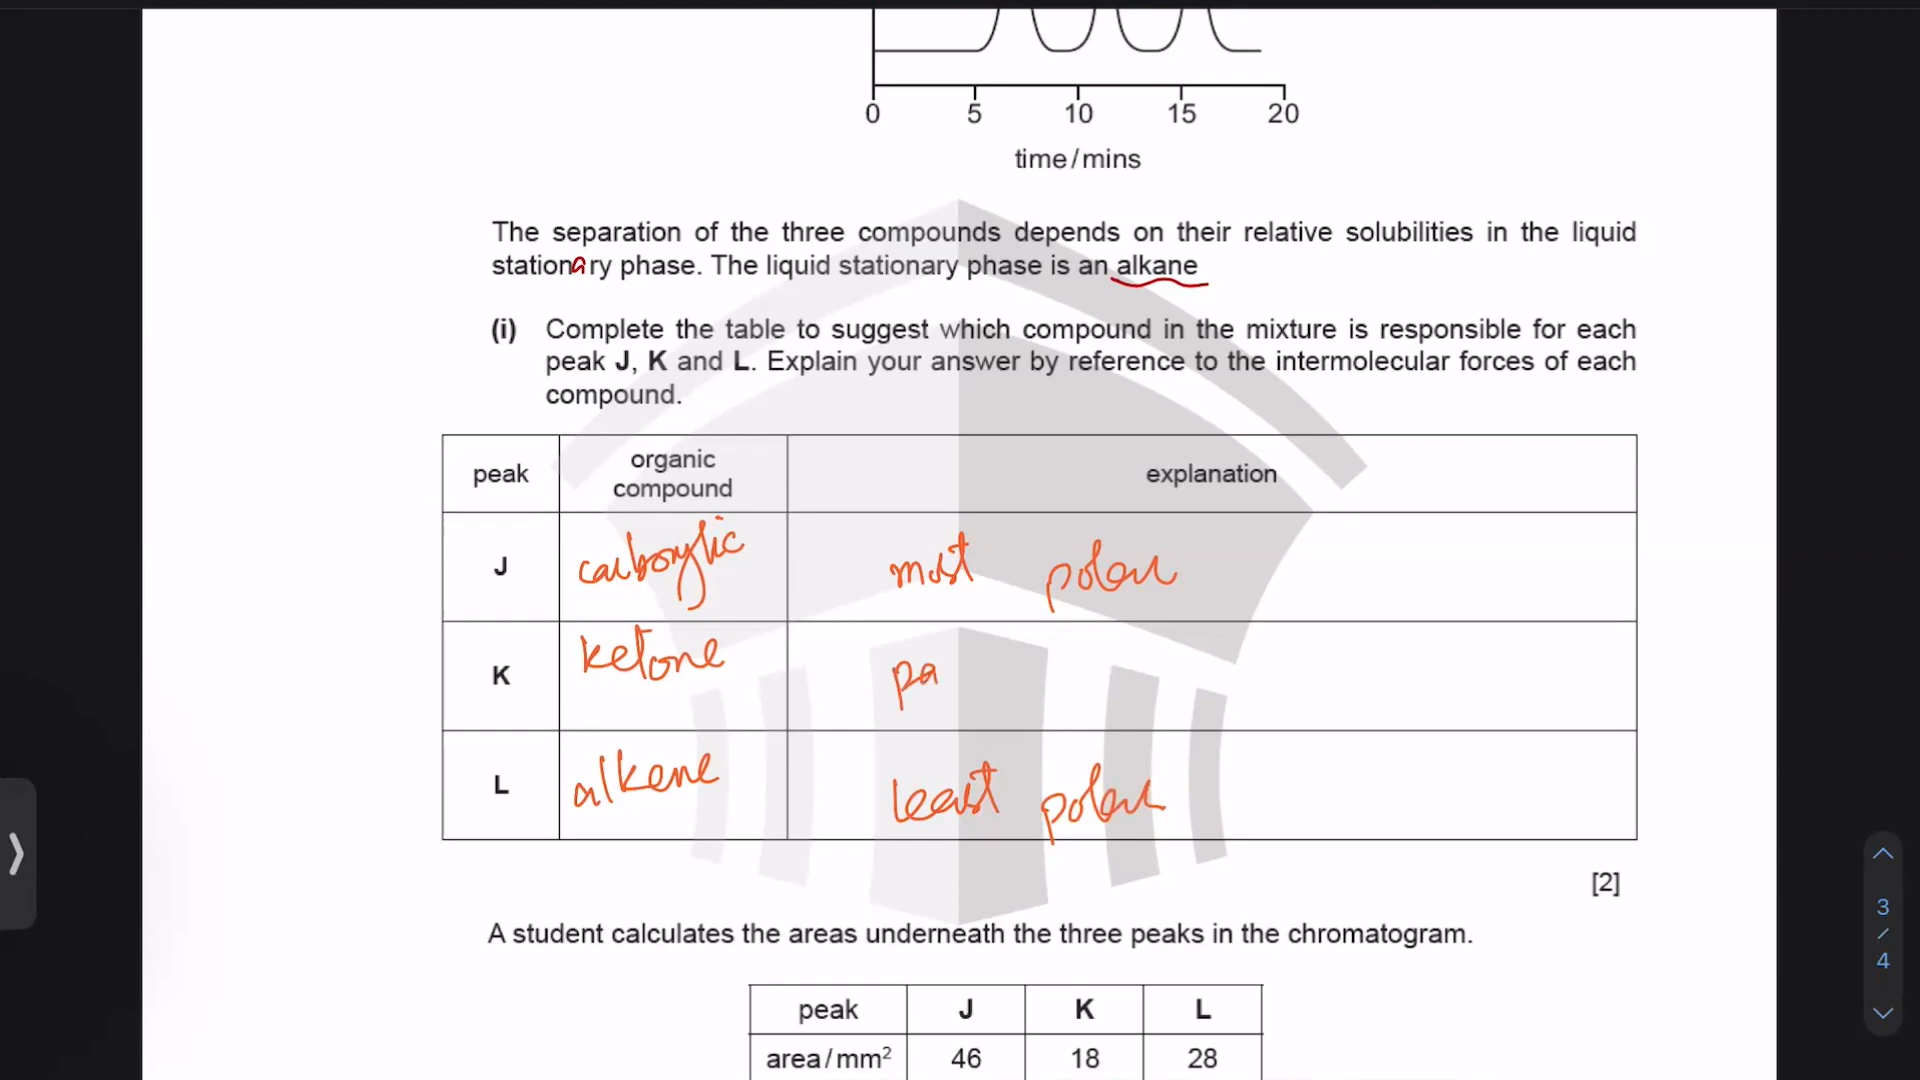 0 5 10 15 20
time/mins
The separation of the three compounds depends on their relative solubilities in the liquid
stationary phase. The liquid stationary phase is an alkane
(i) Complete the table to suggest which compound in the mixture is responsible for each
peak J, K and L. Explain your answer by reference to the intermolecular forces of each
compound.
peak organic compound explanation
J carboxylic most polar
K ketone pa
L alkene least polar
[2]
A student calculates the areas underneath the three peaks in the chromatogram.
peak J K L
area/mm² 46 18 28
3
/
4